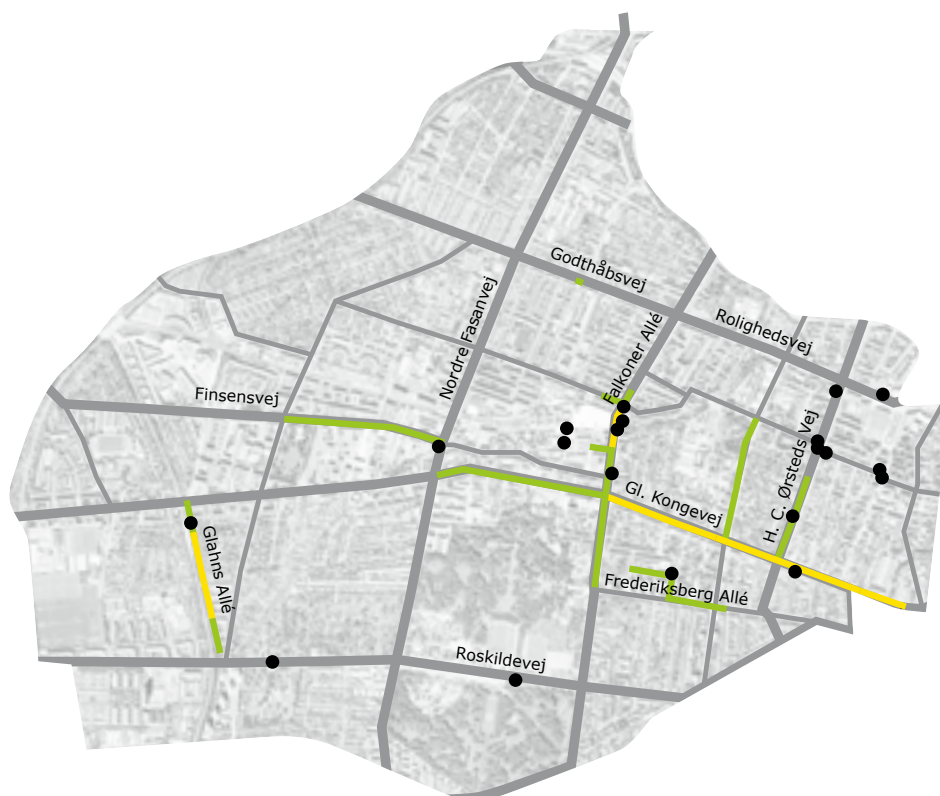 Godthåbsvej
Rolighedsvej
Nordre Fasanvej
Falkoner Allé
Finsensvej
H. C. Ørsteds Vej
Gl. Kongevej
Glahns Allé
Frederiksberg Allé
Roskildevej